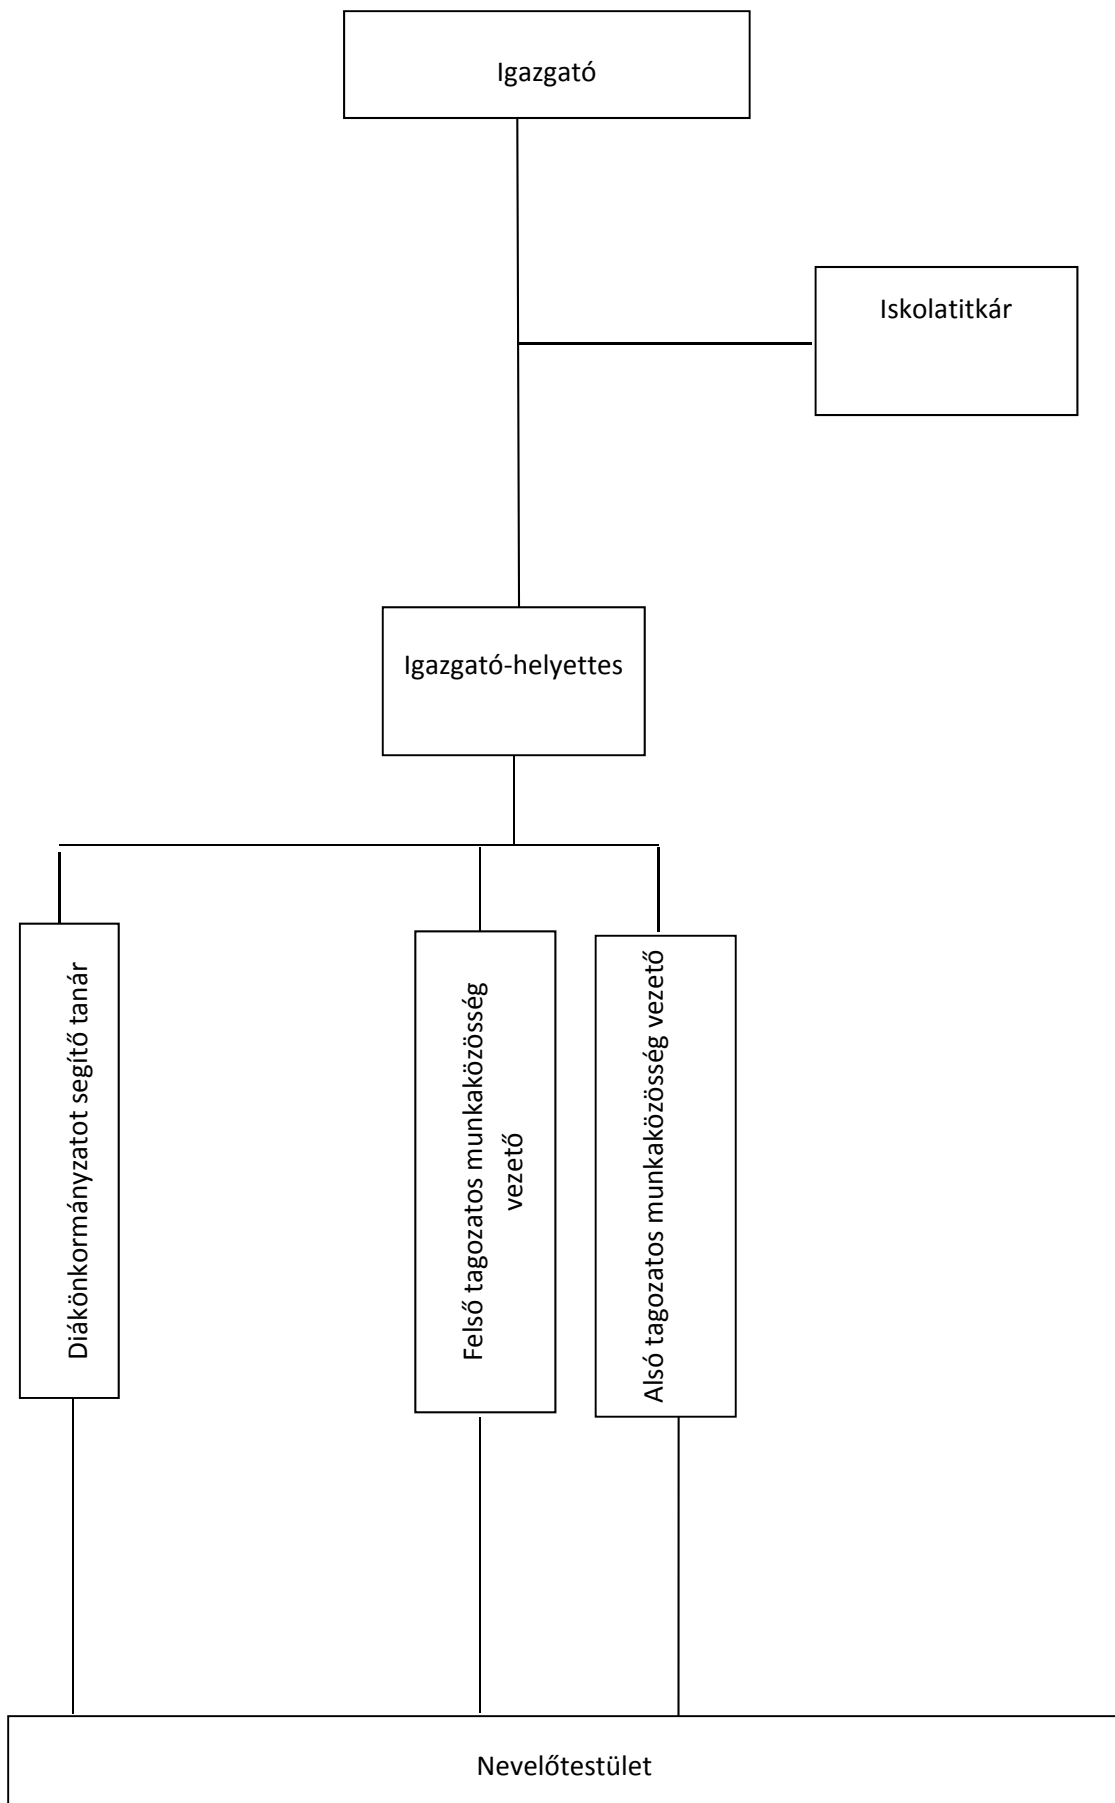 Igazgató
Iskolatitkár
Igazgató-helyettes
Diákönkormányzatot segítő tanár
Felső tagozatos munkaközösség
vezető
Alsó tagozatos munkaközösség vezető
Nevelőtestület